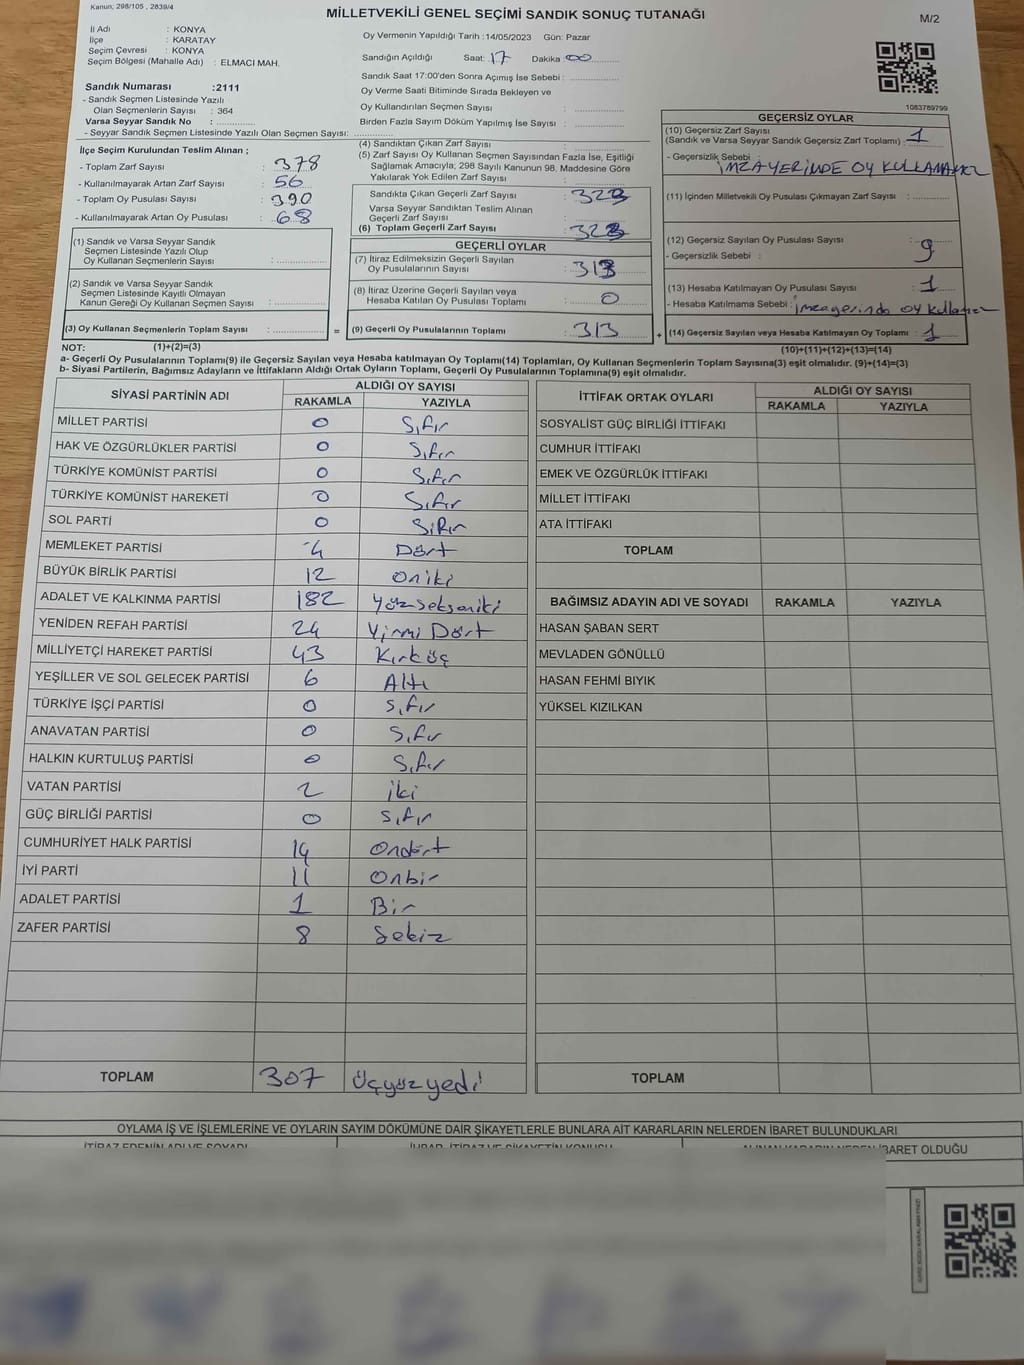 Kanun; 298/105 , 2839/4
MİLLETVEKİLİ GENEL SEÇİMİ SANDIK SONUÇ TUTANAĞI
M/2
İl Adı : KONYA
İlçe : KARATAY
Seçim Çevresi : KONYA
Seçim Bölgesi (Mahalle Adı) : ELMACI MAH.
Sandık Numarası :2111
- Sandık Seçmen Listesinde Yazılı
Olan Seçmenlerin Sayısı : 364
Varsa Seyyar Sandık No :
- Seyyar Sandık Seçmen Listesinde Yazılı Olan Seçmen Sayısı:
Oy Vermenin Yapıldığı Tarih :14/05/2023 Gün: Pazar
Sandığın Açıldığı Saat: 17 Dakika 00
Sandık Saat 17:00'den Sonra Açımış İse Sebebi :
Oy Verme Saati Bitiminde Sırada Bekleyen ve
Oy Kullandırılan Seçmen Sayısı :
Birden Fazla Sayım Döküm Yapılmış İse Sayısı :
1083789799
İlçe Seçim Kurulundan Teslim Alınan ;
- Toplam Zarf Sayısı : 378
- Kullanılmayarak Artan Zarf Sayısı : 56
- Toplam Oy Pusulası Sayısı : 390
- Kullanılmayarak Artan Oy Pusulası : 68
(4) Sandıktan Çıkan Zarf Sayısı :
(5) Zarf Sayısı Oy Kullanan Seçmen Sayısından Fazla İse, Eşitliği
Sağlamak Amacıyla; 298 Sayılı Kanunun 98. Maddesine Göre
Yakılarak Yok Edilen Zarf Sayısı :
Sandıkta Çıkan Geçerli Zarf Sayısı : 323
Varsa Seyyar Sandıktan Teslim Alınan
Geçerli Zarf Sayısı :
(6) Toplam Geçerli Zarf Sayısı : 323
GEÇERSİZ OYLAR
(10) Geçersiz Zarf Sayısı
(Sandık ve Varsa Seyyar Sandık Geçersiz Zarf Toplamı) : 1
- Geçersizlik Sebebi : İMZA YERİNDE OY KULLANMAK
(11) İçinden Milletvekili Oy Pusulası Çıkmayan Zarf Sayısı :
(12) Geçersiz Sayılan Oy Pusulası Sayısı : 9
- Geçersizlik Sebebi :
(13) Hesaba Katılmayan Oy Pusulası Sayısı : 1
- Hesaba Katılmama Sebebi :
(14) Geçersiz Sayılan veya Hesaba Katılmayan Oy Toplamı : 1
(10)+(11)+(12)+(13)=(14)
(1) Sandık ve Varsa Seyyar Sandık
Seçmen Listesinde Yazılı Olup
Oy Kullanan Seçmenlerin Sayısı :
(2) Sandık ve Varsa Seyyar Sandık
Seçmen Listesinde Kayıtlı Olmayan
Kanun Gereği Oy Kullanan Seçmen Sayısı :
(3) Oy Kullanan Seçmenlerin Toplam Sayısı :
=
GEÇERLİ OYLAR
(7) İtiraz Edilmeksizin Geçerli Sayılan
Oy Pusulalarının Sayısı : 313
(8) İtiraz Üzerine Geçerli Sayılan veya
Hesaba Katılan Oy Pusulası Toplamı : 0
(9) Geçerli Oy Pusulalarının Toplamı : 313
+
NOT: (1)+(2)=(3)
a- Geçerli Oy Pusulalarının Toplamı(9) ile Geçersiz Sayılan veya Hesaba katılmayan Oy Toplamı(14) Toplamları, Oy Kullanan Seçmenlerin Toplam Sayısına(3) eşit olmalıdır. (9)+(14)=(3)
b- Siyasi Partilerin, Bağımsız Adayların ve İttifakların Aldığı Ortak Oyların Toplamı, Geçerli Oy Pusulalarının Toplamına(9) eşit olmalıdır.
SİYASİ PARTİNİN ADI
ALDIĞI OY SAYISI
RAKAMLA YAZIYLA
MİLLET PARTİSİ 0 Sıfır
HAK VE ÖZGÜRLÜKLER PARTİSİ 0 Sıfır
TÜRKİYE KOMÜNİST PARTİSİ 0 Sıfır
TÜRKİYE KOMÜNİST HAREKETİ 0 Sıfır
SOL PARTİ 0 Sıfır
MEMLEKET PARTİSİ 4 Dört
BÜYÜK BİRLİK PARTİSİ 12 Oniki
ADALET VE KALKINMA PARTİSİ 182 Yüzsekseniki
YENİDEN REFAH PARTİSİ 24 Yirmi Dört
MİLLİYETÇİ HAREKET PARTİSİ 43 Kırküç
YEŞİLLER VE SOL GELECEK PARTİSİ 6 Altı
TÜRKİYE İŞÇİ PARTİSİ 0 Sıfır
ANAVATAN PARTİSİ 0 Sıfır
HALKIN KURTULUŞ PARTİSİ 0 Sıfır
VATAN PARTİSİ 2 iki
GÜÇ BİRLİĞİ PARTİSİ 0 Sıfır
CUMHURİYET HALK PARTİSİ 14 Ondört
İYİ PARTİ 11 Onbir
ADALET PARTİSİ 1 Bir
ZAFER PARTİSİ 8 Sekiz
TOPLAM 307 Üçyüzyedi
İTTİFAK ORTAK OYLARI
ALDIĞI OY SAYISI
RAKAMLA YAZIYLA
SOSYALİST GÜÇ BİRLİĞİ İTTİFAKI
CUMHUR İTTİFAKI
EMEK VE ÖZGÜRLÜK İTTİFAKI
MİLLET İTTİFAKI
ATA İTTİFAKI
TOPLAM
BAĞIMSIZ ADAYIN ADI VE SOYADI RAKAMLA YAZIYLA
HASAN ŞABAN SERT
MEVLADEN GÖNÜLLÜ
HASAN FEHMİ BIYIK
YÜKSEL KIZILKAN
TOPLAM
OYLAMA İŞ VE İŞLEMLERİNE VE OYLARIN SAYIM DÖKÜMÜNE DAİR ŞİKAYETLERLE BUNLARA AİT KARARLARIN NELERDEN İBARET BULUNDUKLARI
İBARET OLDUĞU